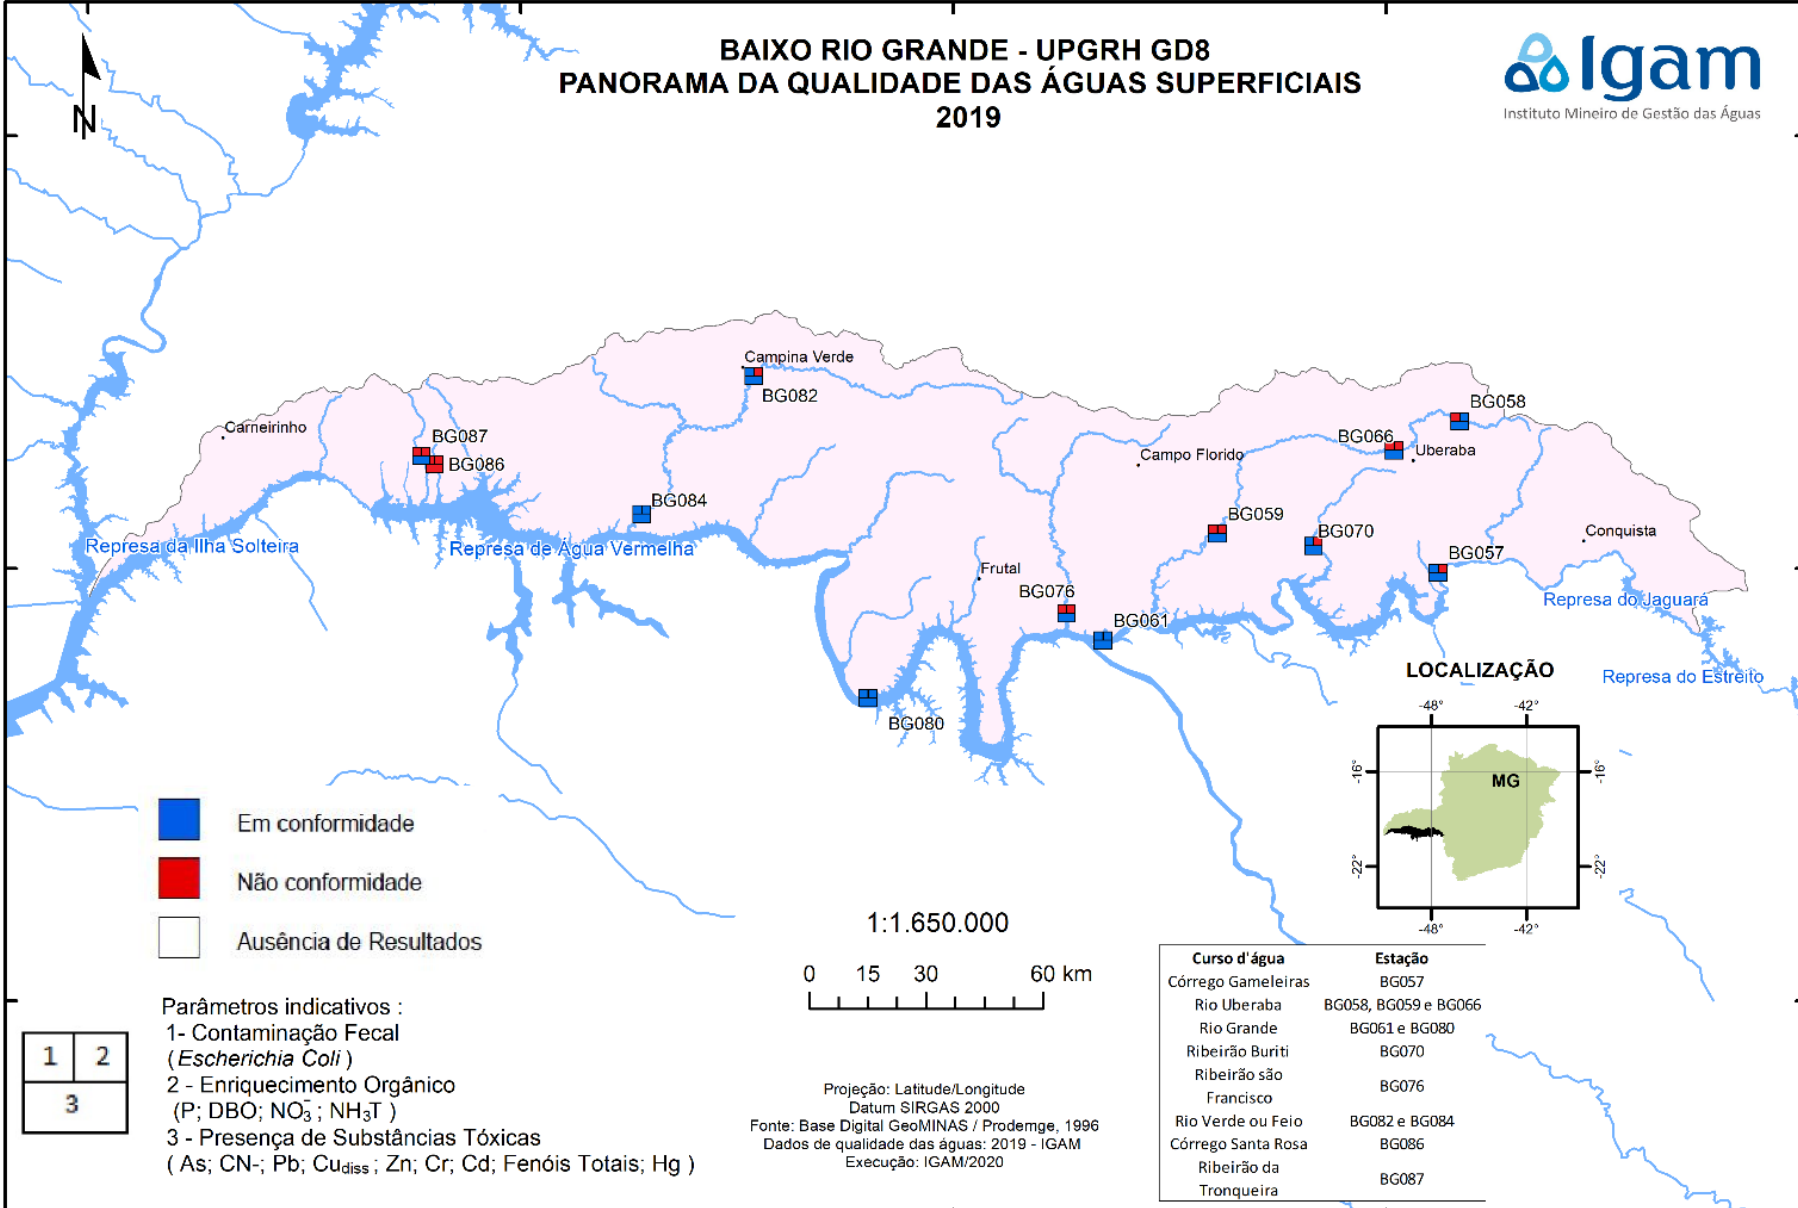 BAIXO RIO GRANDE - UPGRH GD8
PANORAMA DA QUALIDADE DAS ÁGUAS SUPERFICIAIS
2019
Igam
Instituto Mineiro de Gestão das Águas
N
Campina Verde
BG082
Carneirinho
BG087
BG086
BG084
BG058
BG066
Uberaba
Campo Florido
BG059
BG070
Conquista
BG057
Represa da Ilha Solteira
Represa de Água Vermelha
Frutal
BG076
BG061
Represa do Jaguará
Represa do Estreito
BG080
LOCALIZAÇÃO
-48° -42°
-16° -16°
MG
-22° -22°
-48° -42°
Em conformidade
Não conformidade
Ausência de Resultados
1:1.650.000
0 15 30 60 km
Parâmetros indicativos :
1- Contaminação Fecal
(Escherichia Coli )
2 - Enriquecimento Orgânico
(P; DBO; NO₃⁻; NH₃T )
3 - Presença de Substâncias Tóxicas
( As; CN-; Pb; Cudiss ; Zn; Cr; Cd; Fenóis Totais; Hg )
1 2
3
Projeção: Latitude/Longitude
Datum SIRGAS 2000
Fonte: Base Digital GeoMINAS / Prodemge, 1996
Dados de qualidade das águas: 2019 - IGAM
Execução: IGAM/2020
Curso d'água Estação
Córrego Gameleiras BG057
Rio Uberaba BG058, BG059 e BG066
Rio Grande BG061 e BG080
Ribeirão Buriti BG070
Ribeirão são
Francisco BG076
Rio Verde ou Feio BG082 e BG084
Córrego Santa Rosa BG086
Ribeirão da
Tronqueira BG087